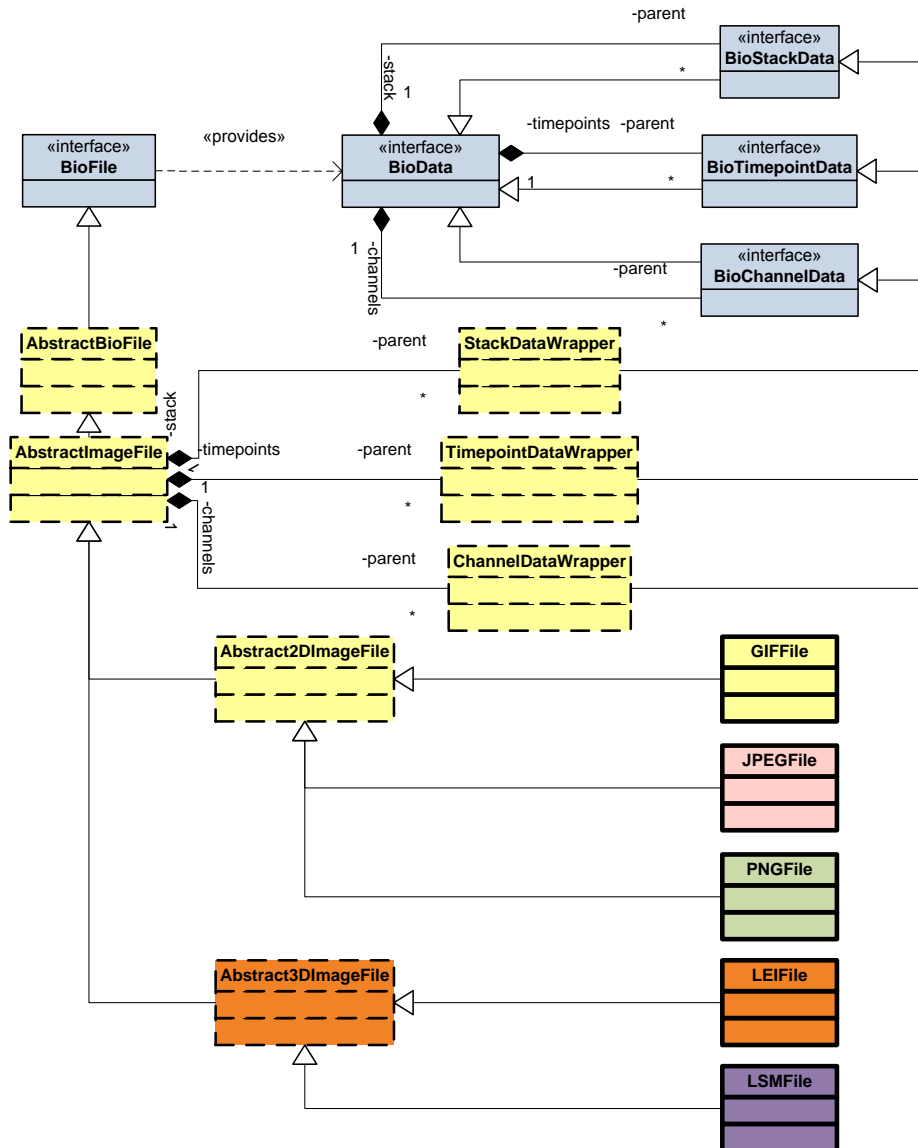 -parent
«interface»
BioStackData
-stack
1
*
«provides»
-timepoints
-parent
«interface»
BioFile
«interface»
BioData
«interface»
BioTimepointData
1
*
1
-channels
«interface»
BioChannelData
-parent
*
AbstractBioFile
-parent
StackDataWrapper
*
-stack
1
AbstractImageFile
-timepoints
-parent
TimepointDataWrapper
1
*
-channels
1
-parent
ChannelDataWrapper
*
Abstract2DImageFile
GIFFile
JPEGFile
PNGFile
Abstract3DImageFile
LEIFile
LSMFile